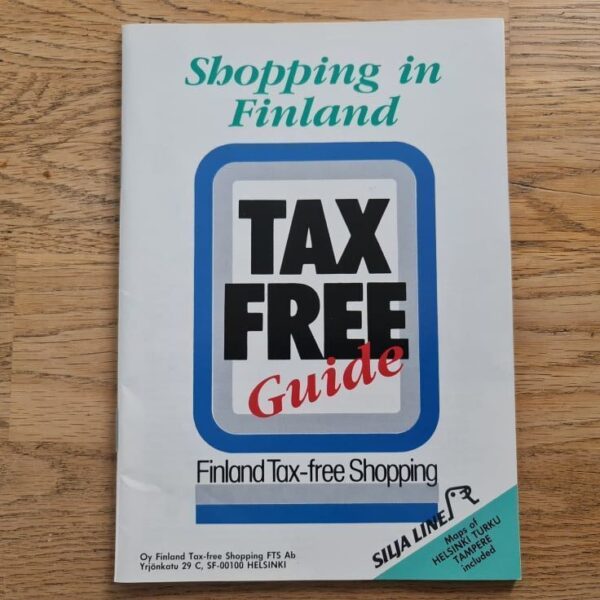 Shopping in
Finland
TAX
FREE
Guide
Finland Tax-free Shopping
SILJA LINE
Maps of
HELSINKI TURKU
TAMPERE
included
Oy Finland Tax-free Shopping FTS Ab
Yrjönkatu 29 C, SF-00100 HELSINKI